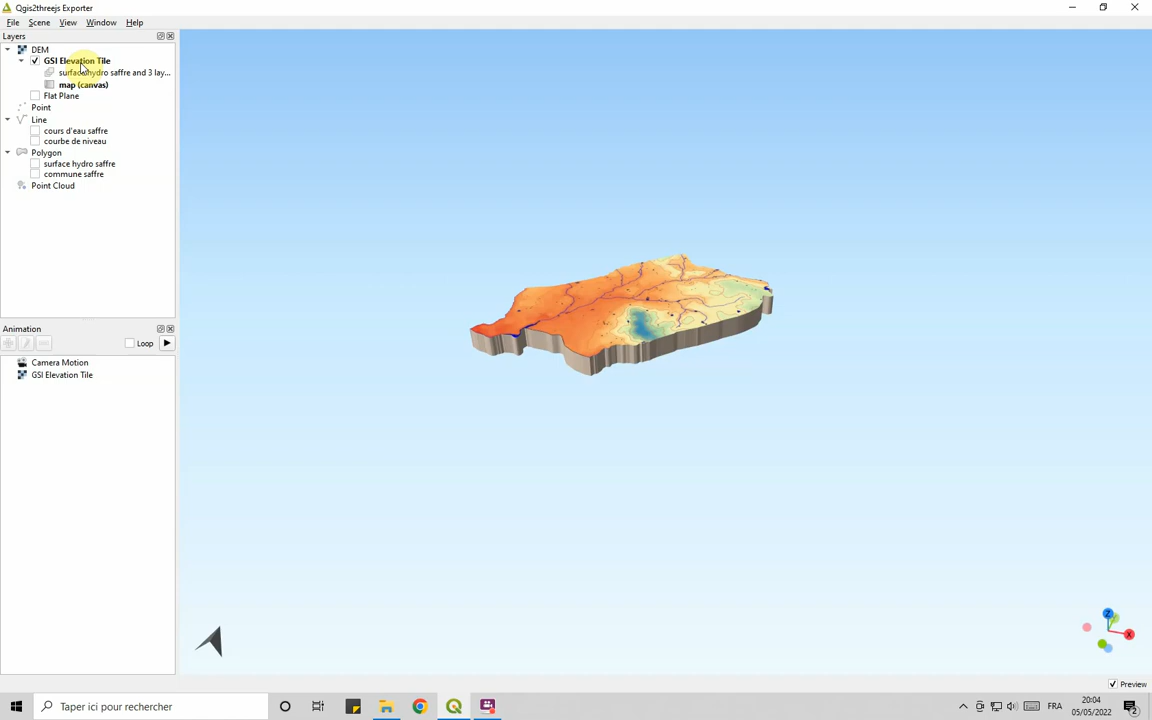 Qgis2threejs Exporter
File Scene View Window Help
Layers
DEM
GSI Elevation Tile
surface hydro saffre and 3 lay...
map (canvas)
Flat Plane
Point
Line
cours d'eau saffre
courbe de niveau
Polygon
surface hydro saffre
commune saffre
Point Cloud
Animation
Loop
Camera Motion
GSI Elevation Tile
Z
X
Preview
Taper ici pour rechercher
FRA
20:04
05/05/2022
2